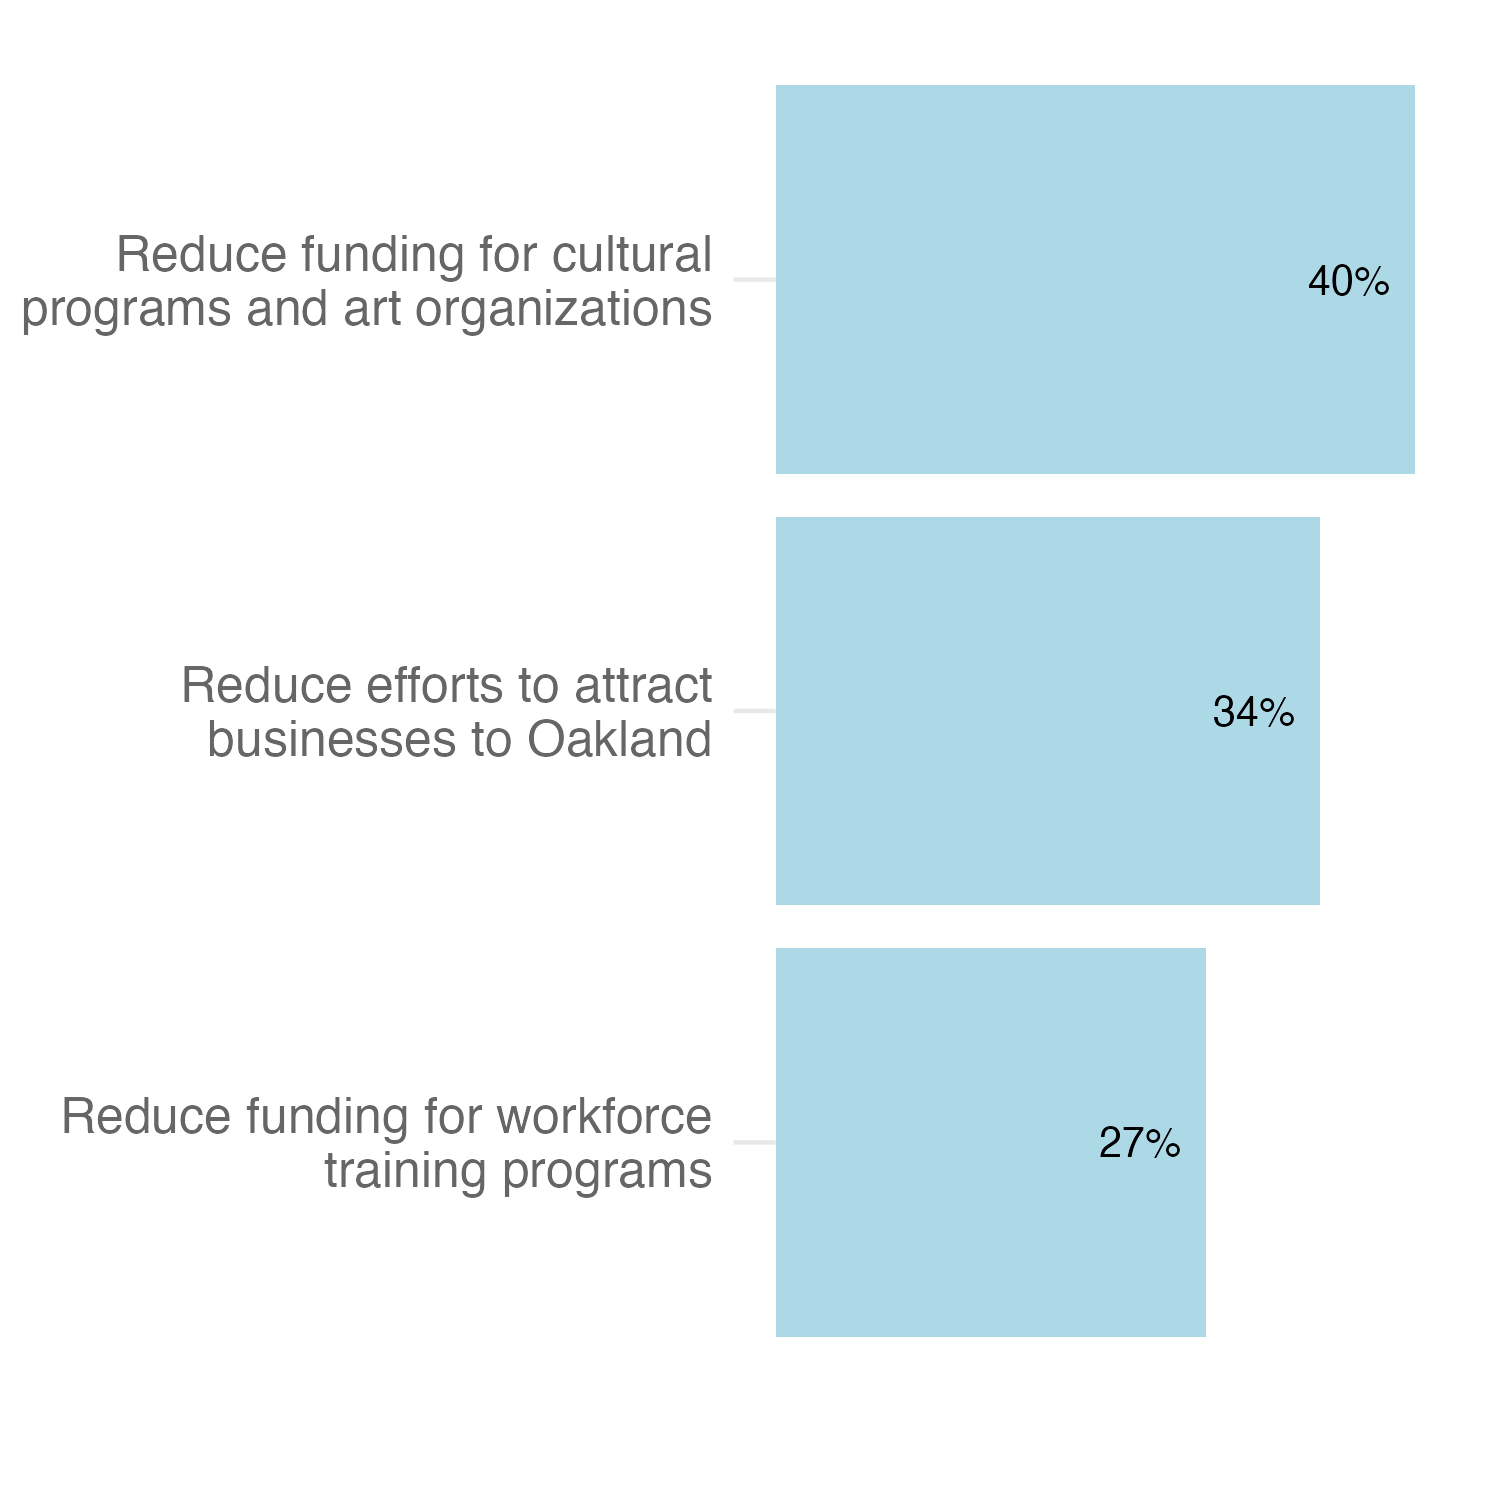 Reduce funding for cultural
programs and art organizations
40%
Reduce efforts to attract
businesses to Oakland
34%
Reduce funding for workforce
training programs
27%